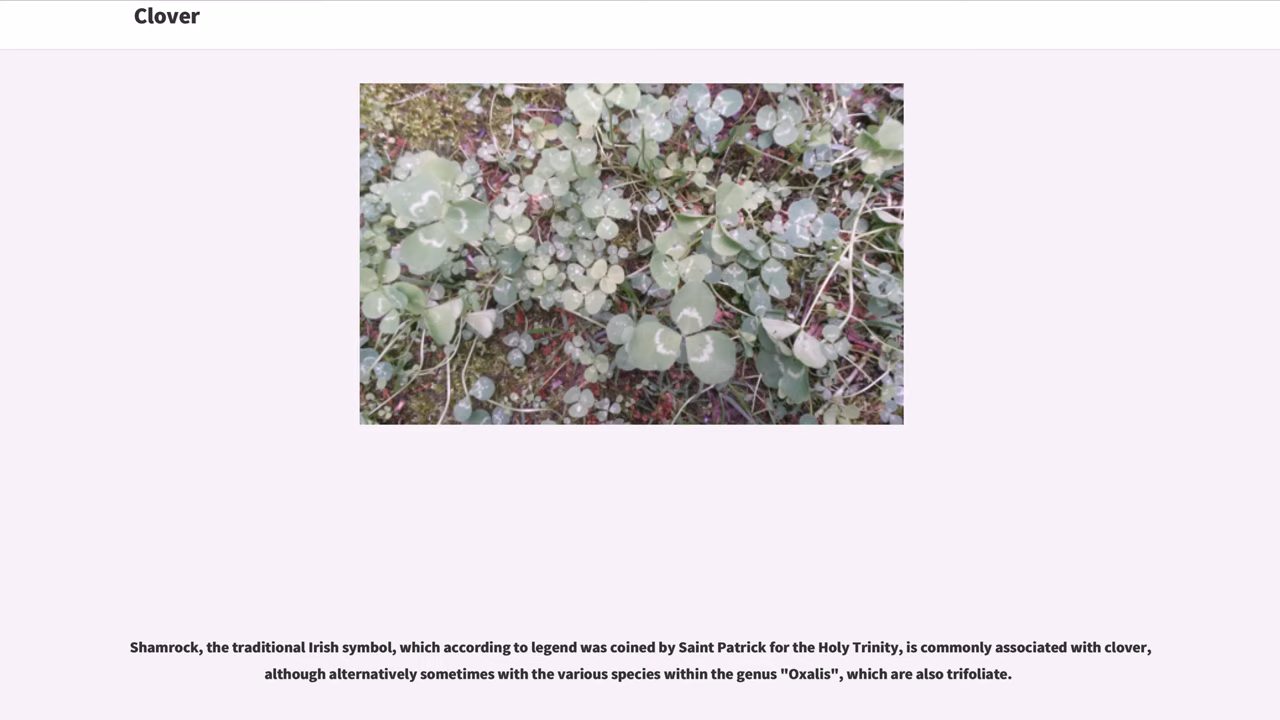 Clover
Shamrock, the traditional Irish symbol, which according to legend was coined by Saint Patrick for the Holy Trinity, is commonly associated with clover,
although alternatively sometimes with the various species within the genus "Oxalis", which are also trifoliate.